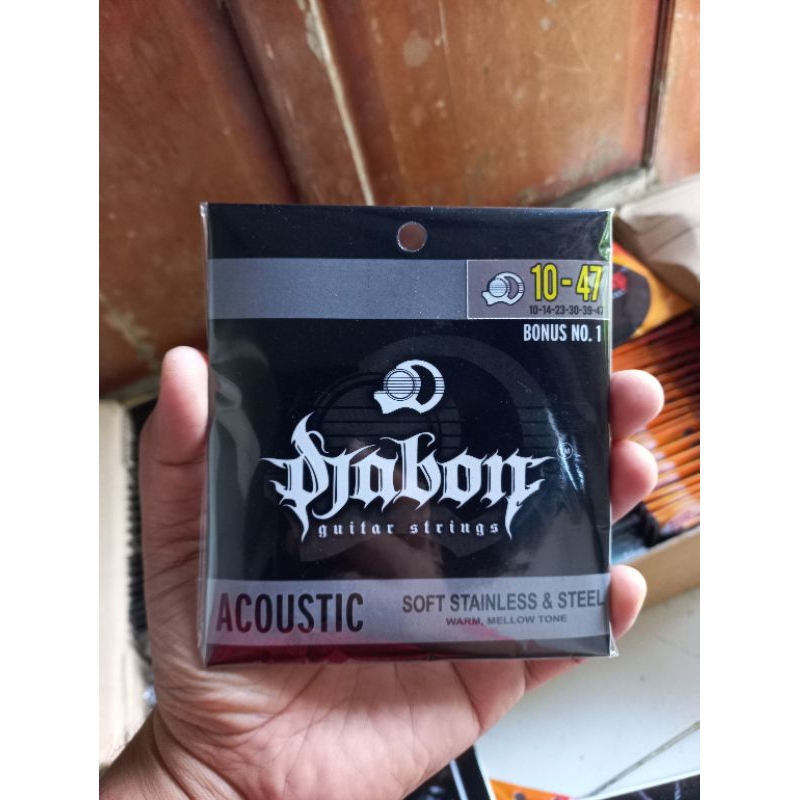 10-47
10-14-23-30-39-47
BONUS NO. 1
Djabon
guitar strings
ACOUSTIC
SOFT STAINLESS & STEEL
WARM, MELLOW TONE